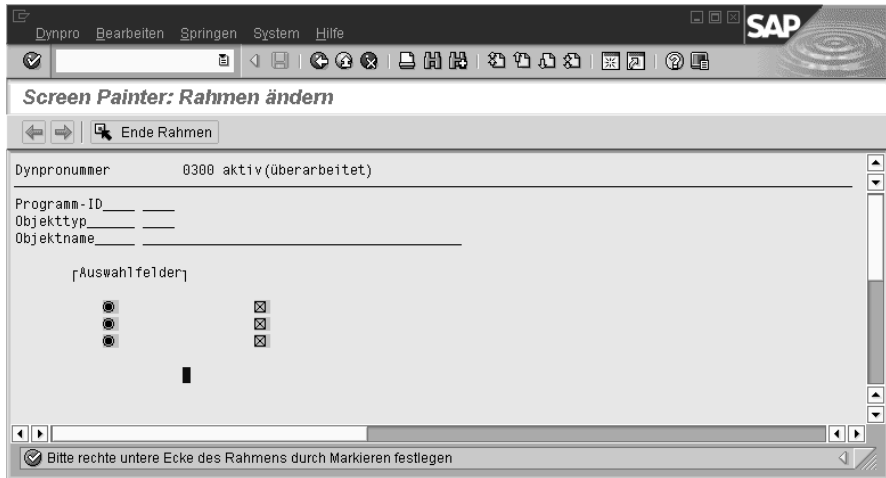 Dynpro Bearbeiten Springen System Hilfe
SAP
Screen Painter: Rahmen ändern
Ende Rahmen
Dynpronummer 0300 aktiv(überarbeitet)
Programm-ID____ ____
Objekttyp______ ____
Objektname_____ ________________________________________
Auswahlfelder
Bitte rechte untere Ecke des Rahmens durch Markieren festlegen